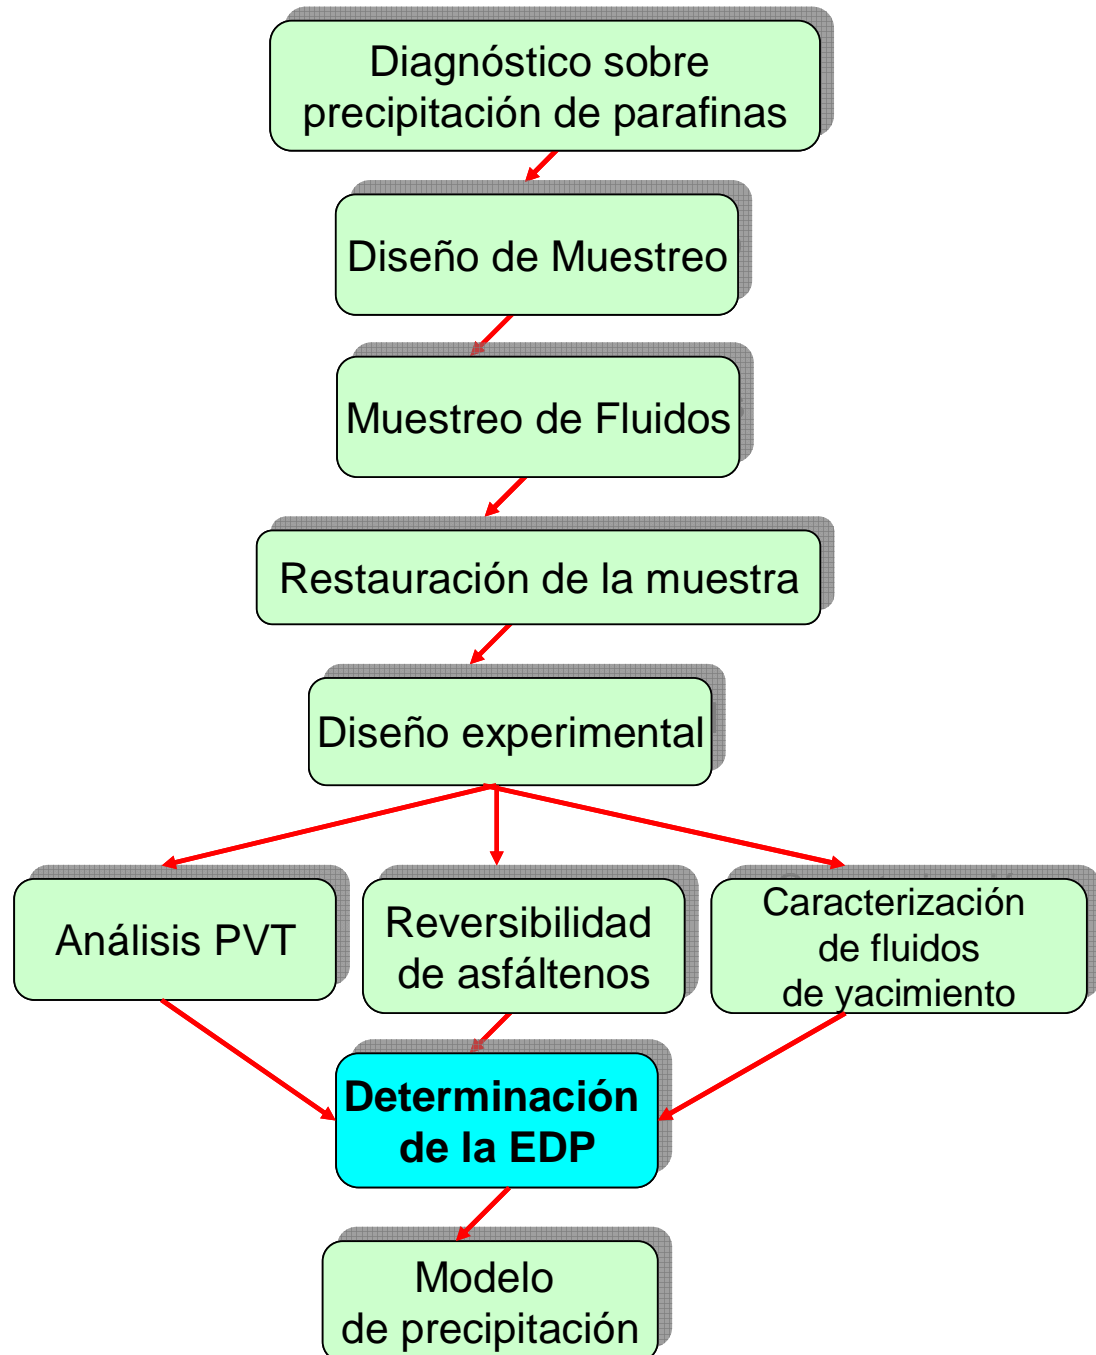 Diagnóstico sobre
precipitación de parafinas
Diseño de Muestreo
Muestreo de Fluidos
Restauración de la muestra
Diseño experimental
Análisis PVT
Reversibilidad
de asfáltenos
Caracterización
de fluidos
de yacimiento
Determinación
de la EDP
Modelo
de precipitación